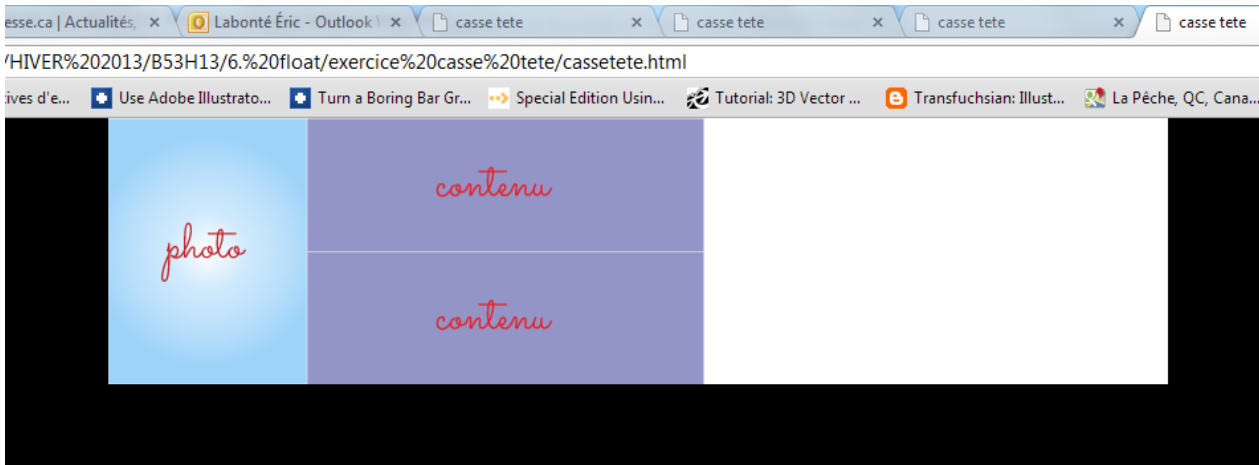 esse.ca | Actualités, Labonté Éric - Outlook casse tete casse tete casse tete casse tete
/HIVER%202013/B53H13/6.%20float/exercice%20casse%20tete/cassetete.html
ives d'e... Use Adobe Illustrato... Turn a Boring Bar Gr... Special Edition Usin... Tutorial: 3D Vector ... Transfuchsian: Illust... La Pêche, QC, Cana...
contenu
photo
contenu